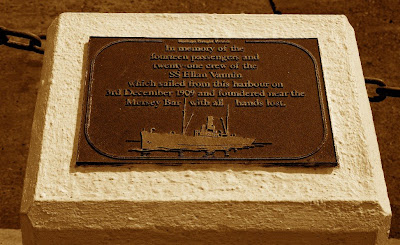 In memory of the
fourteen passengers and
twenty-one crew of the
SS Ellan Vannin
which sailed from this harbour on
3rd December 1909 and foundered near the
Mersey Bar with all hands lost.